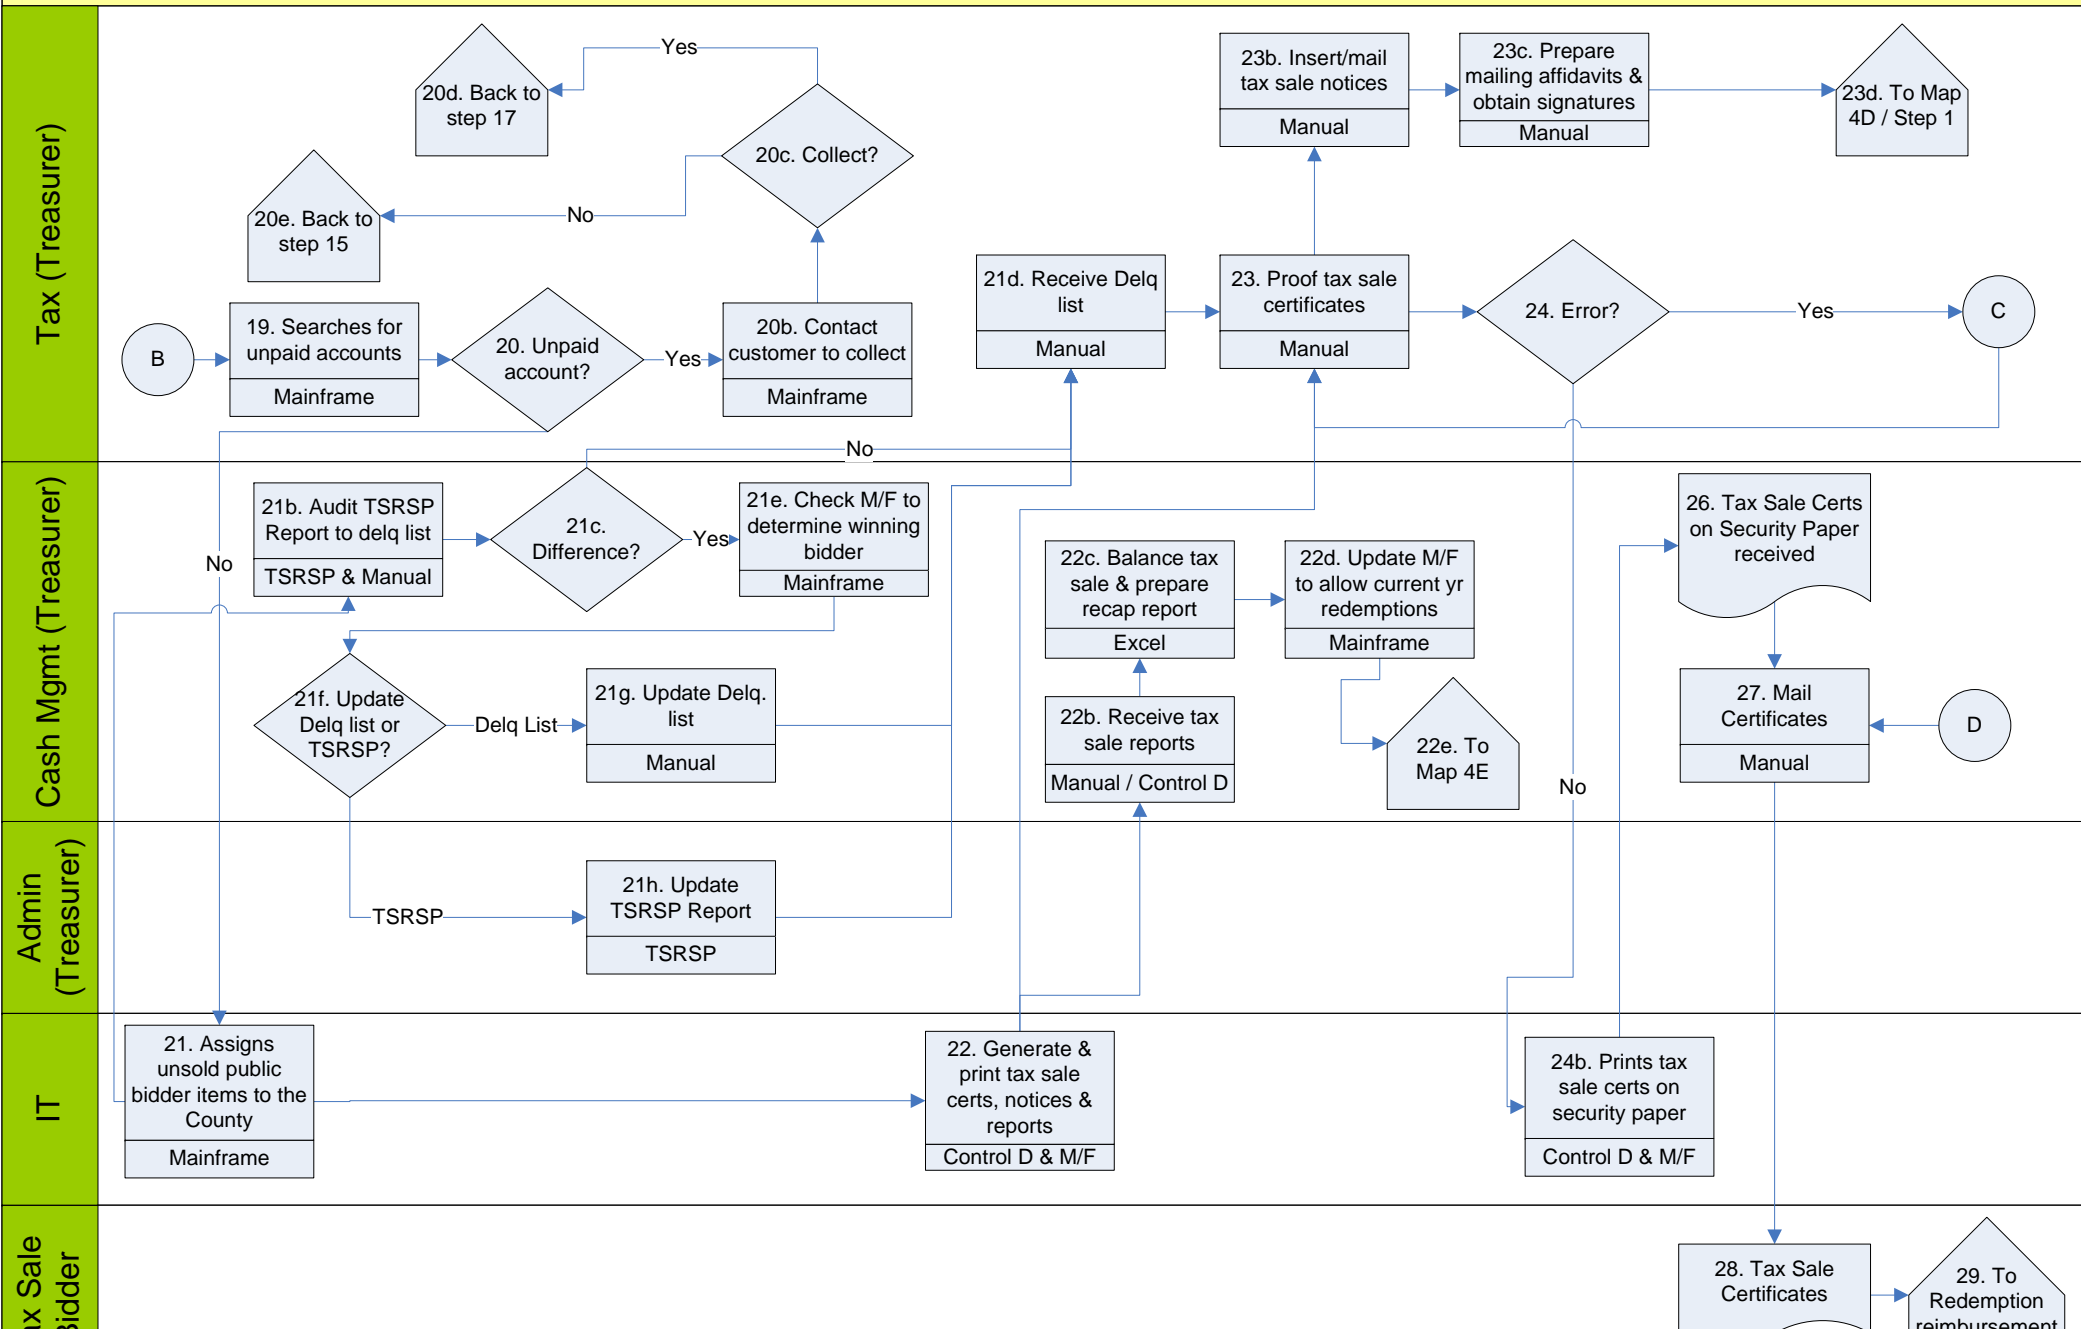 Tax (Treasurer)
20d. Back to
step 17
Yes
20c. Collect?
20e. Back to
step 15
No
B
19. Searches for
unpaid accounts
Mainframe
20. Unpaid
account?
Yes
20b. Contact
customer to collect
Mainframe
21d. Receive Delq
list
Manual
23b. Insert/mail
tax sale notices
Manual
23c. Prepare
mailing affidavits &
obtain signatures
Manual
23d. To Map
4D / Step 1
23. Proof tax sale
certificates
Manual
24. Error?
Yes
C
No
Cash Mgmt (Treasurer)
No
21b. Audit TSRSP
Report to delq list
TSRSP & Manual
21c.
Difference?
Yes
21e. Check M/F to
determine winning
bidder
Mainframe
21f. Update
Delq list or
TSRSP?
Delq List
21g. Update Delq.
list
Manual
22c. Balance tax
sale & prepare
recap report
Excel
22d. Update M/F
to allow current yr
redemptions
Mainframe
22b. Receive tax
sale reports
Manual / Control D
22e. To
Map 4E
No
26. Tax Sale Certs
on Security Paper
received
27. Mail
Certificates
Manual
D
Admin
(Treasurer)
TSRSP
21h. Update
TSRSP Report
TSRSP
IT
21. Assigns
unsold public
bidder items to the
County
Mainframe
22. Generate &
print tax sale
certs, notices &
reports
Control D & M/F
24b. Prints tax
sale certs on
security paper
Control D & M/F
ax Sale
Bidder
28. Tax Sale
Certificates
29. To
Redemption
reimbursement